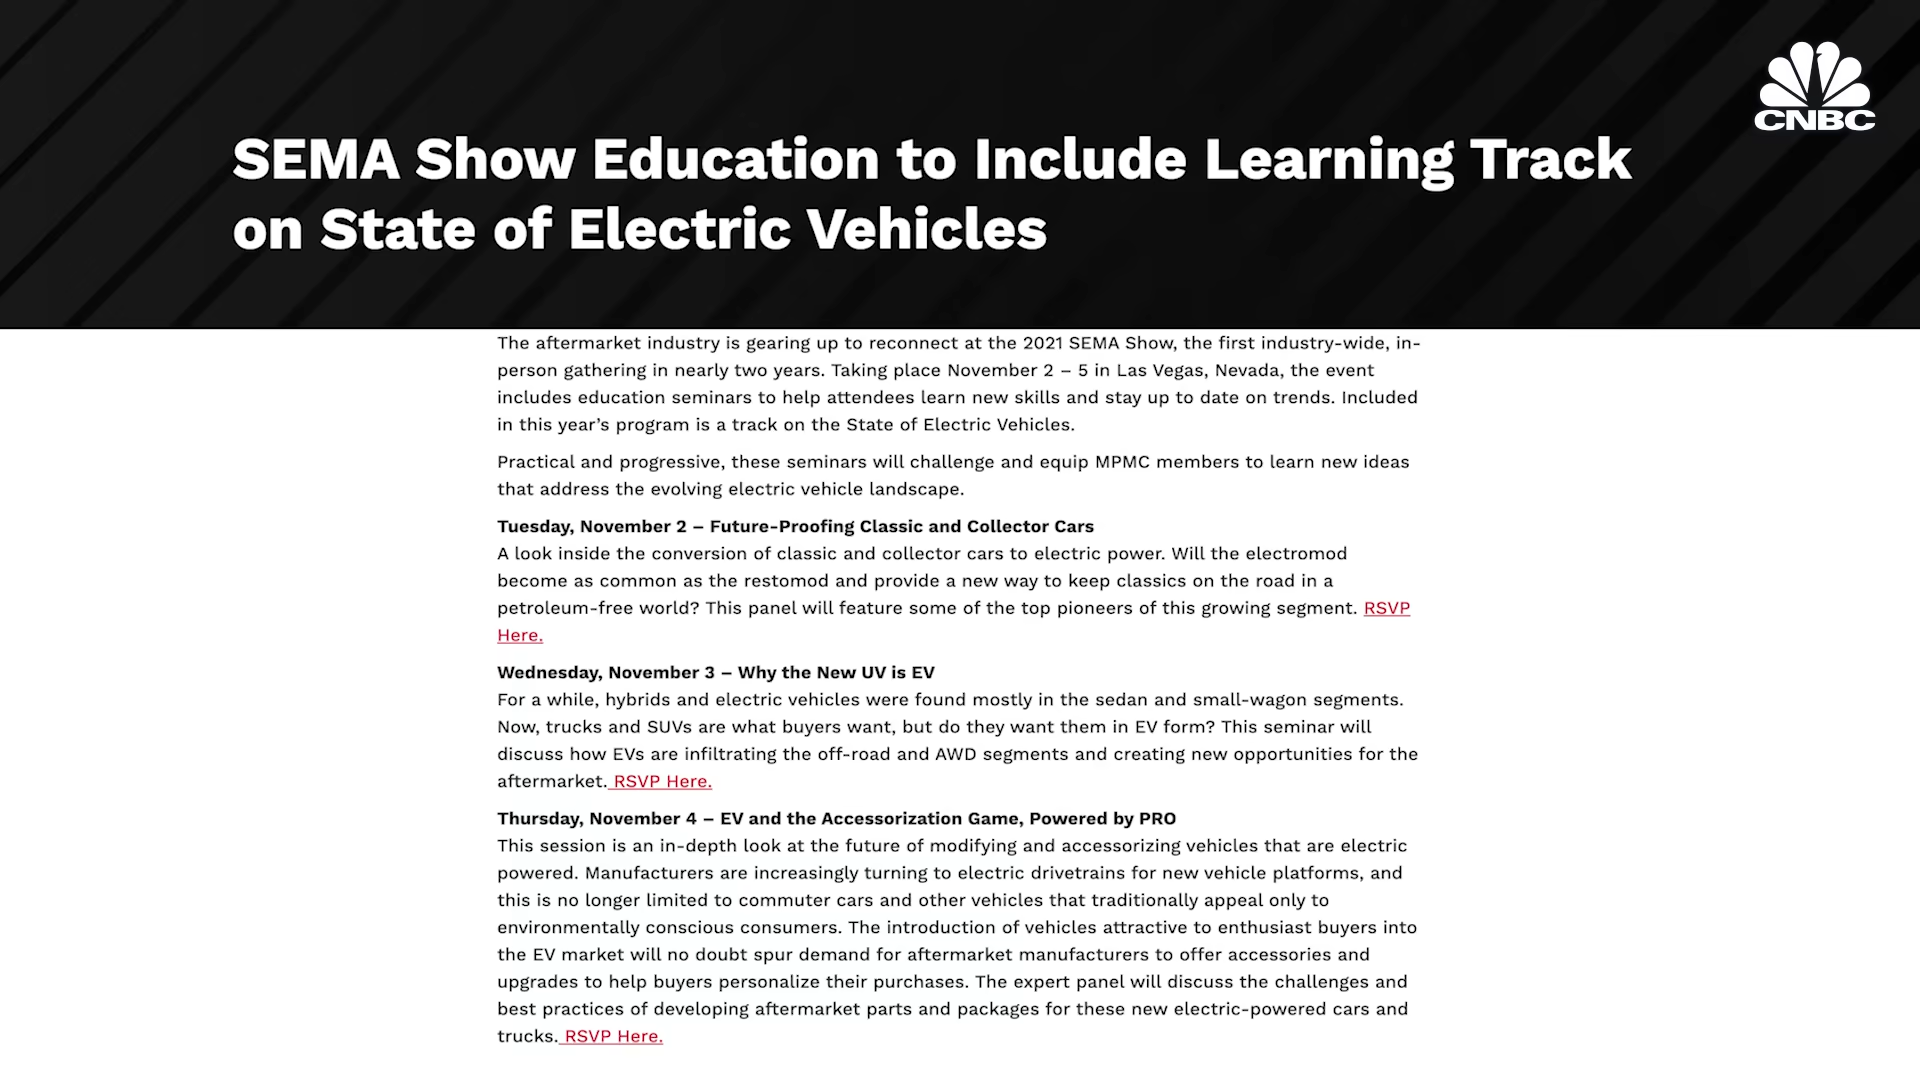 CNBC
SEMA Show Education to Include Learning Track
on State of Electric Vehicles
The aftermarket industry is gearing up to reconnect at the 2021 SEMA Show, the first industry-wide, in-
person gathering in nearly two years. Taking place November 2 – 5 in Las Vegas, Nevada, the event
includes education seminars to help attendees learn new skills and stay up to date on trends. Included
in this year’s program is a track on the State of Electric Vehicles.
Practical and progressive, these seminars will challenge and equip MPMC members to learn new ideas
that address the evolving electric vehicle landscape.
Tuesday, November 2 – Future-Proofing Classic and Collector Cars
A look inside the conversion of classic and collector cars to electric power. Will the electromod
become as common as the restomod and provide a new way to keep classics on the road in a
petroleum-free world? This panel will feature some of the top pioneers of this growing segment. RSVP
Here.
Wednesday, November 3 – Why the New UV is EV
For a while, hybrids and electric vehicles were found mostly in the sedan and small-wagon segments.
Now, trucks and SUVs are what buyers want, but do they want them in EV form? This seminar will
discuss how EVs are infiltrating the off-road and AWD segments and creating new opportunities for the
aftermarket. RSVP Here.
Thursday, November 4 – EV and the Accessorization Game, Powered by PRO
This session is an in-depth look at the future of modifying and accessorizing vehicles that are electric
powered. Manufacturers are increasingly turning to electric drivetrains for new vehicle platforms, and
this is no longer limited to commuter cars and other vehicles that traditionally appeal only to
environmentally conscious consumers. The introduction of vehicles attractive to enthusiast buyers into
the EV market will no doubt spur demand for aftermarket manufacturers to offer accessories and
upgrades to help buyers personalize their purchases. The expert panel will discuss the challenges and
best practices of developing aftermarket parts and packages for these new electric-powered cars and
trucks. RSVP Here.